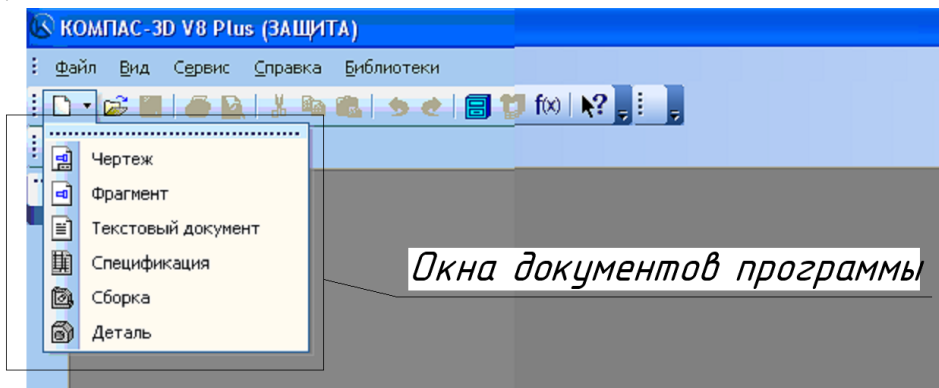 КОМПАС-3D V8 Plus (ЗАЩИТА)
Файл Вид Сервис Справка Библиотеки
f(x) ?
Чертеж
Фрагмент
Текстовый документ
Спецификация
Сборка
Деталь
Окна документов программы